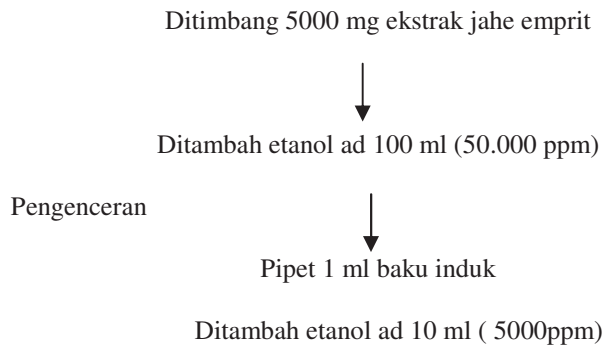 Ditimbang 5000 mg ekstrak jahe emprit
Ditambah etanol ad 100 ml (50.000 ppm)
Pengenceran
Pipet 1 ml baku induk
Ditambah etanol ad 10 ml ( 5000ppm)